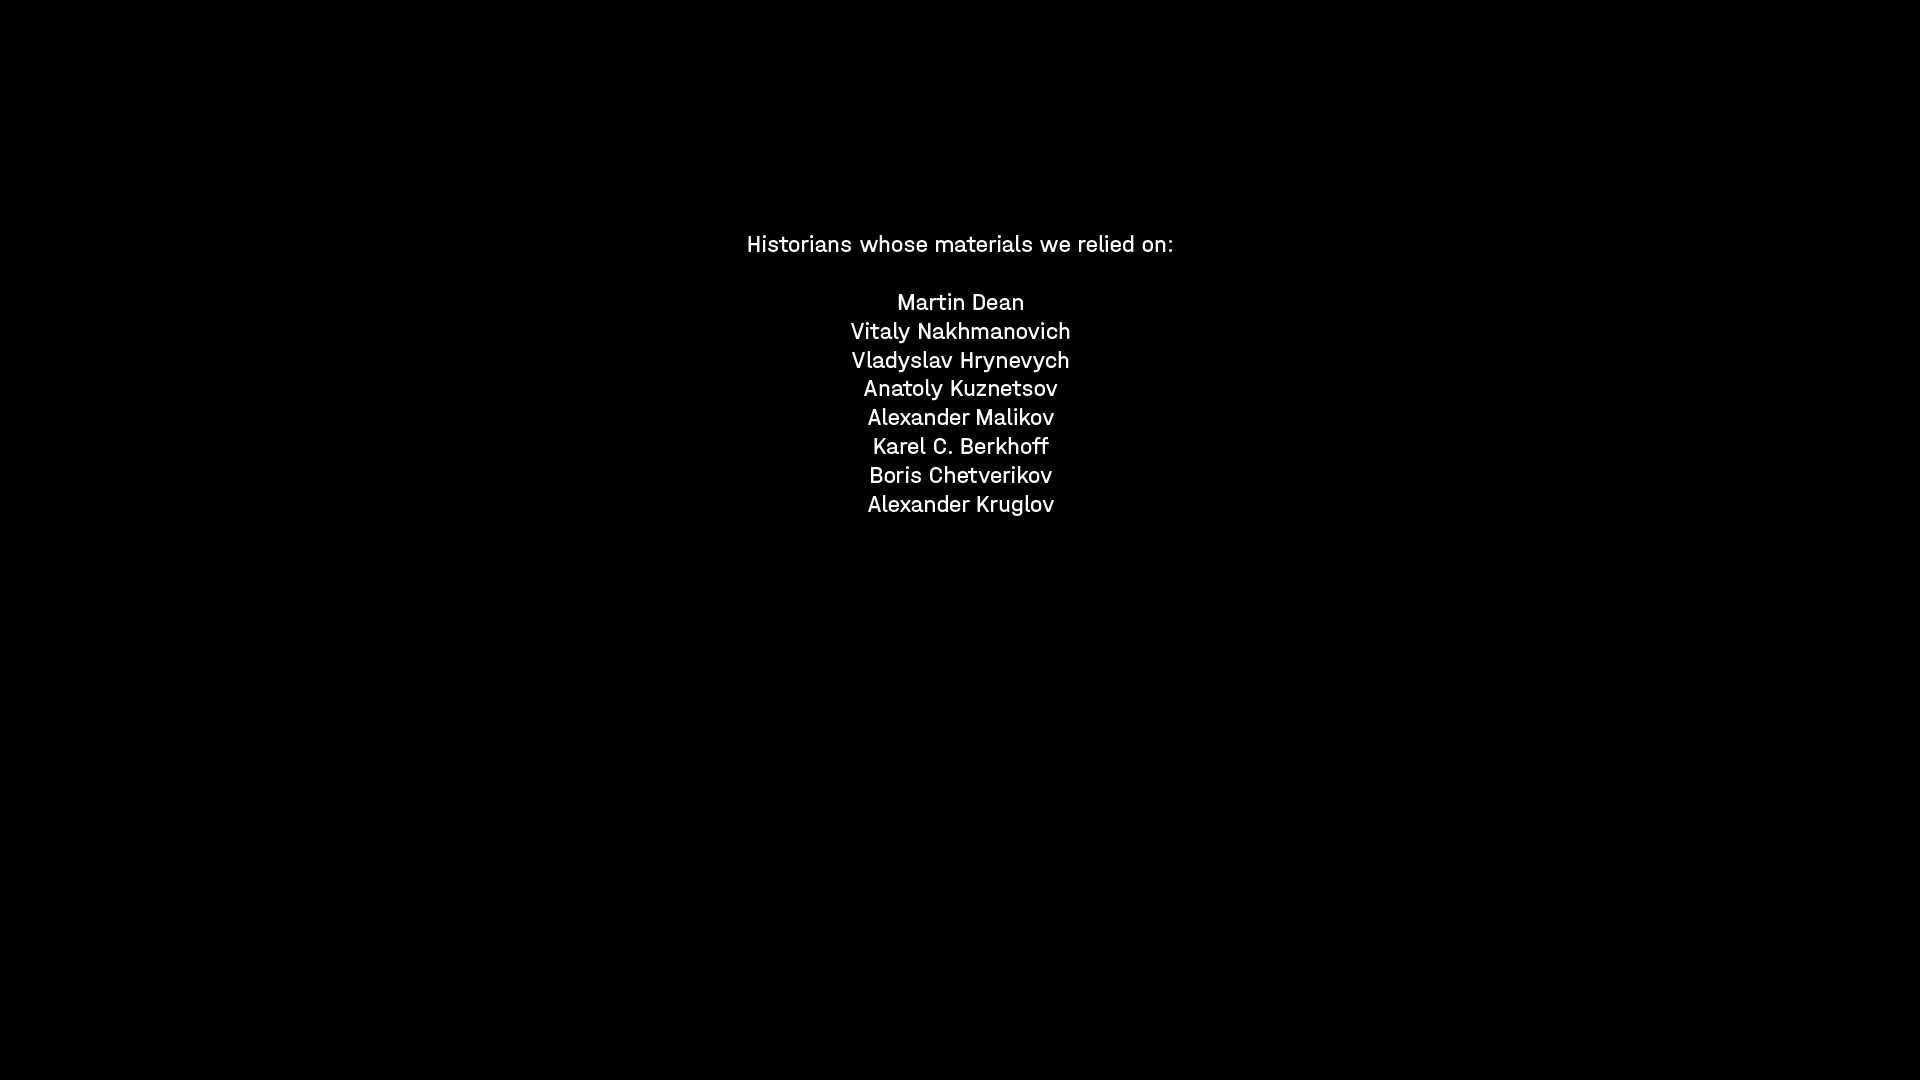 Historians whose materials we relied on:
Martin Dean
Vitaly Nakhmanovich
Vladyslav Hrynevych
Anatoly Kuznetsov
Alexander Malikov
Karel C. Berkhoff
Boris Chetverikov
Alexander Kruglov